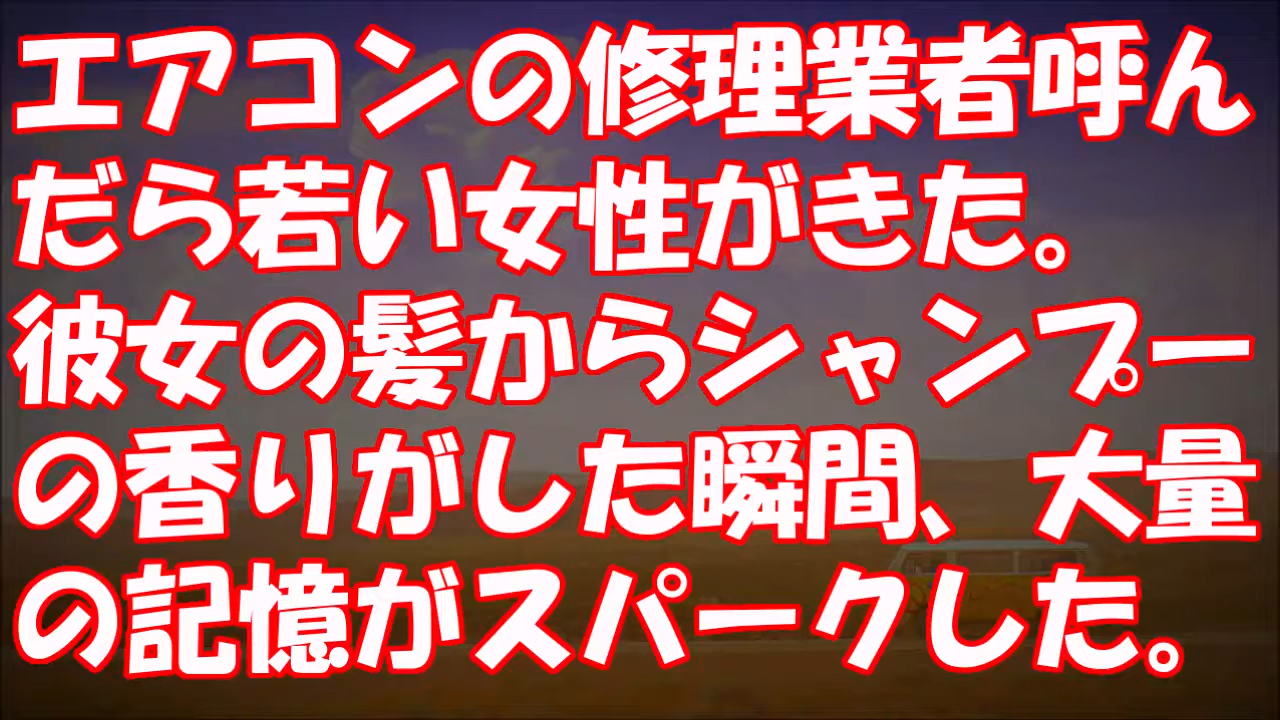 エアコンの修理業者呼ん
だら若い女性がきた。
彼女の髪からシャンプー
の香りがした瞬間、大量
の記憶がスパークした。